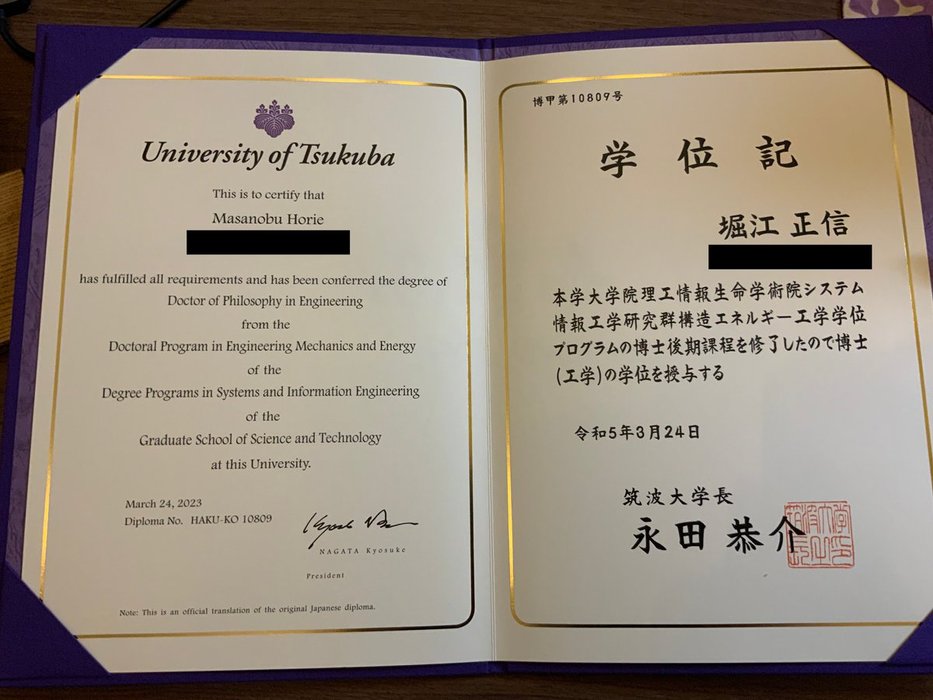 University of Tsukuba
This is to certify that
Masanobu Horie
has fulfilled all requirements and has been conferred the degree of
Doctor of Philosophy in Engineering
from the
Doctoral Program in Engineering Mechanics and Energy
of the
Degree Programs in Systems and Information Engineering
of the
Graduate School of Science and Technology
at this University.
March 24, 2023
Diploma No. HAKU-KO 10809
NAGATA Kyosuke
President
Note: This is an official translation of the original Japanese diploma.
博甲第10809号
学位記
堀江 正信
本学大学院理工情報生命学術院システム
情報工学研究群構造エネルギー工学学位
プログラムの博士後期課程を修了したので博士
(工学)の学位を授与する
令和5年3月24日
筑波大学長
永田 恭介